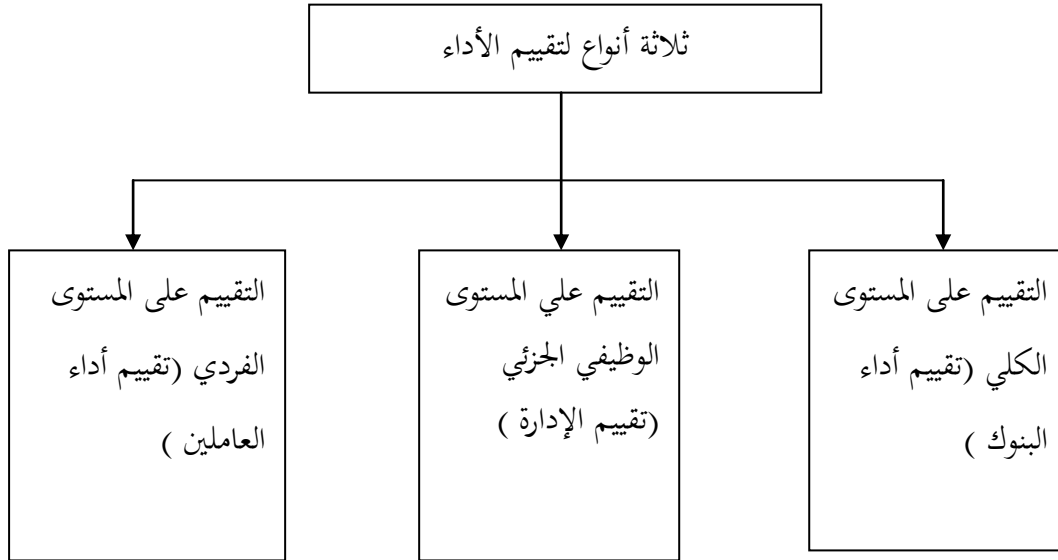 ثلاثة أنواع لتقييم الأداء
التقييم على المستوى
الكلي (تقييم أداء
البنوك )
التقييم علي المستوى
الوظيفي الجزئي
(تقييم الإدارة )
التقييم على المستوى
الفردي (تقييم أداء
العاملين )